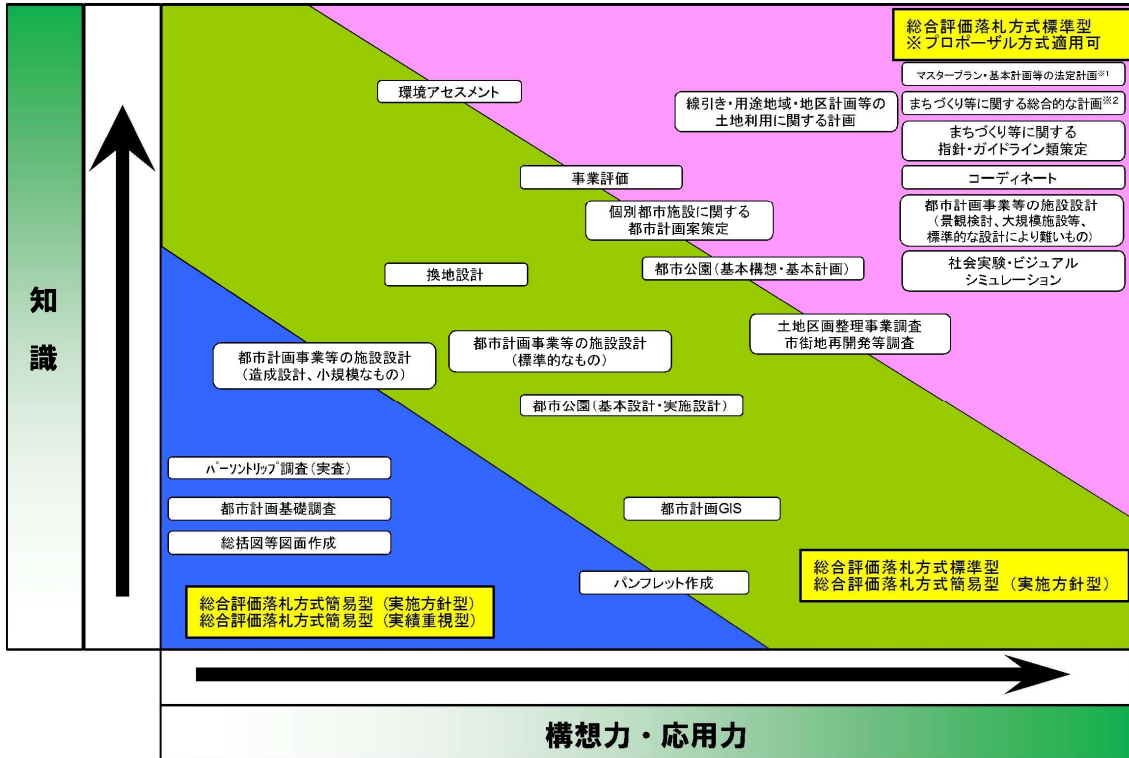 総合評価落札方式標準型
※プロポーザル方式適用可
マスタープラン・基本計画等の法定計画※1
環境アセスメント
線引き・用途地域・地区計画等の
土地利用に関する計画
まちづくり等に関する総合的な計画※2
まちづくり等に関する
指針・ガイドライン類策定
事業評価
コーディネート
個別都市施設に関する
都市計画案策定
都市計画事業等の施設設計
(景観検討、大規模施設等、
標準的な設計により難いもの)
換地設計
都市公園(基本構想・基本計画)
社会実験・ビジュアル
シミュレーション
知
識
土地区画整理事業調査
市街地再開発等調査
都市計画事業等の施設設計
(造成設計、小規模なもの)
都市計画事業等の施設設計
(標準的なもの)
都市公園(基本設計・実施設計)
パーソントリップ調査(実査)
都市計画基礎調査
都市計画GIS
総括図等図面作成
パンフレット作成
総合評価落札方式標準型
総合評価落札方式簡易型(実施方針型)
総合評価落札方式簡易型(実施方針型)
総合評価落札方式簡易型(実績重視型)
構想力・応用力